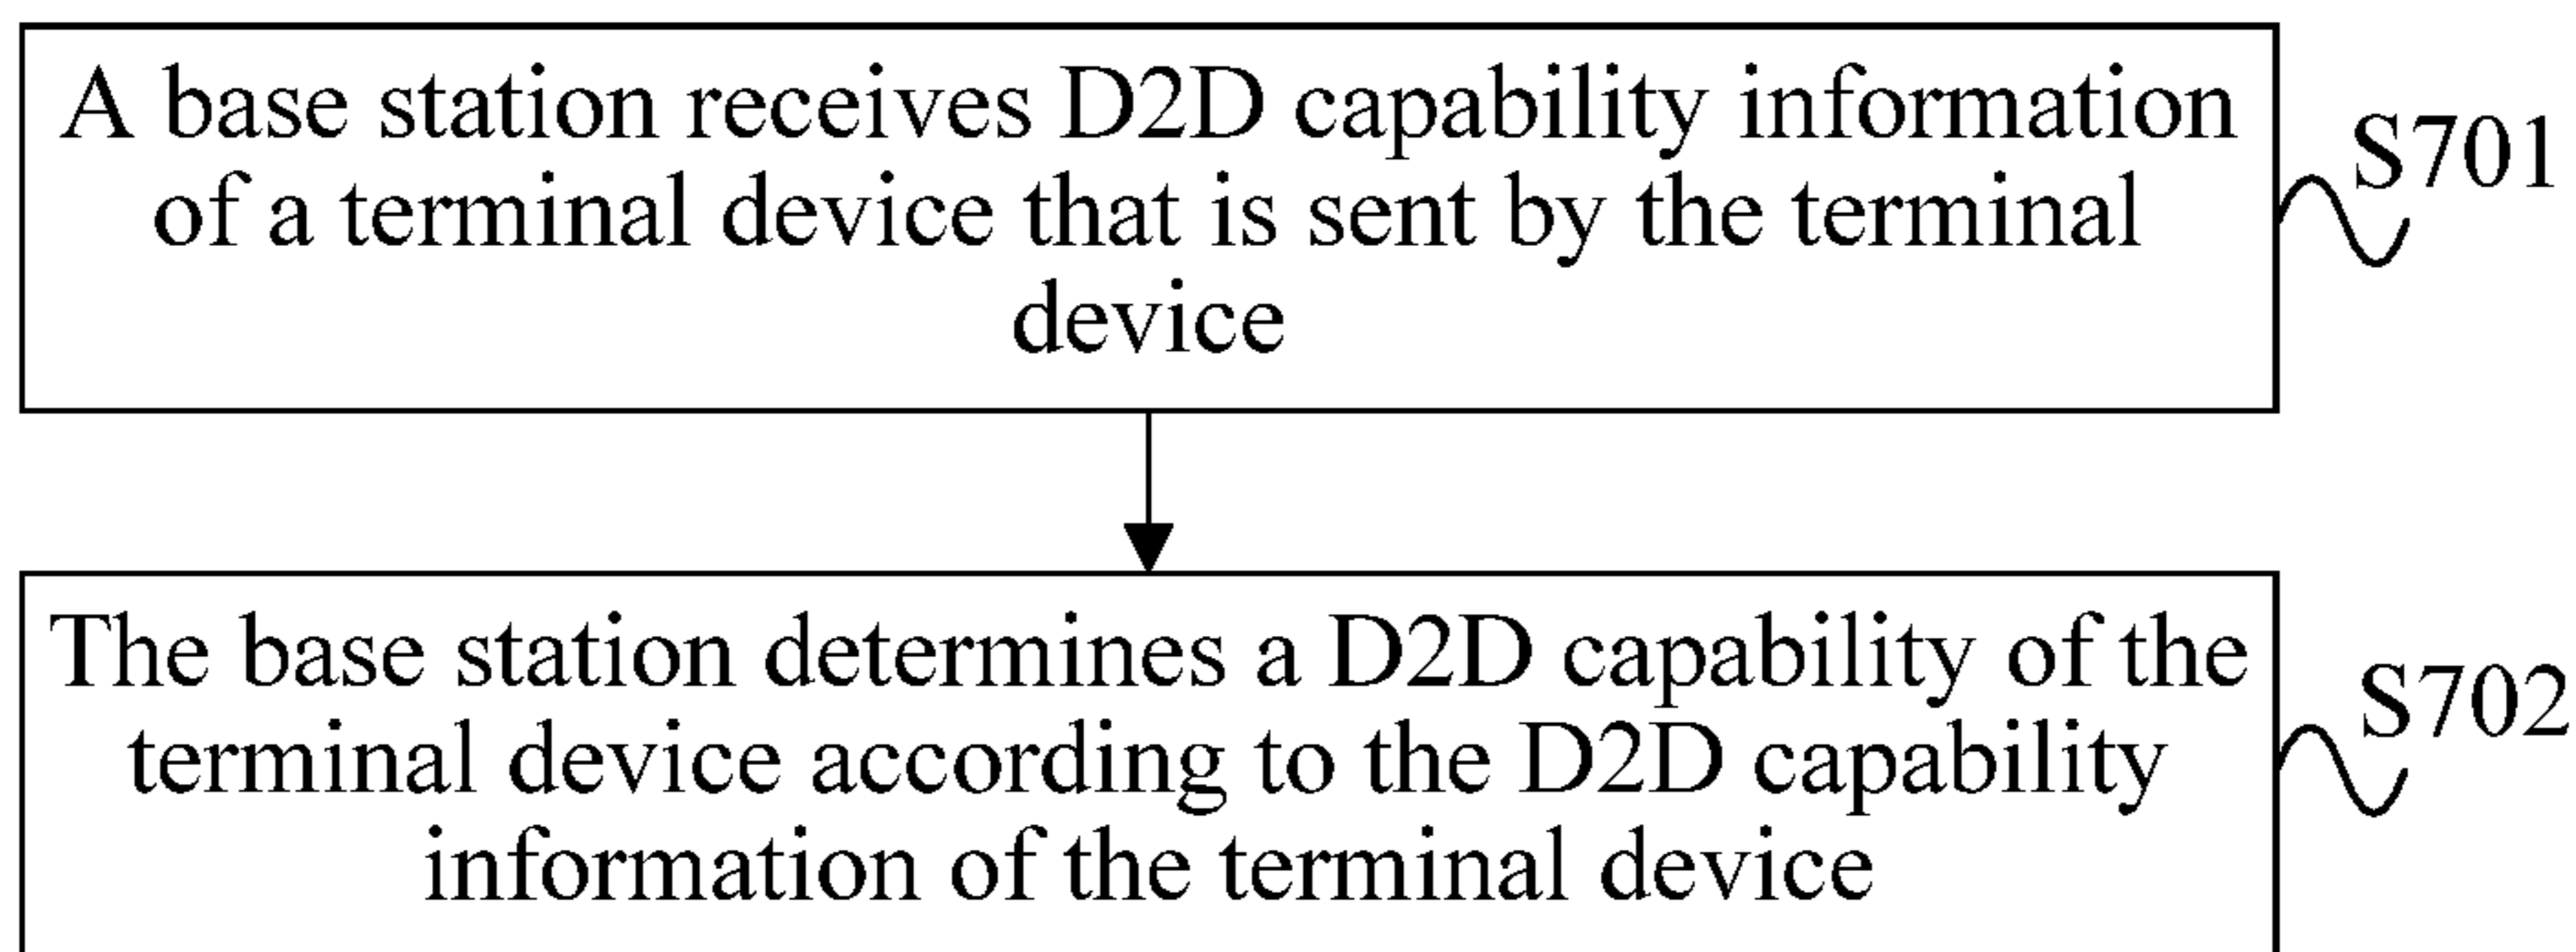 A base station receives D2D capability information
of a terminal device that is sent by the terminal
device
S701
The base station determines a D2D capability of the
terminal device according to the D2D capability
information of the terminal device
S702